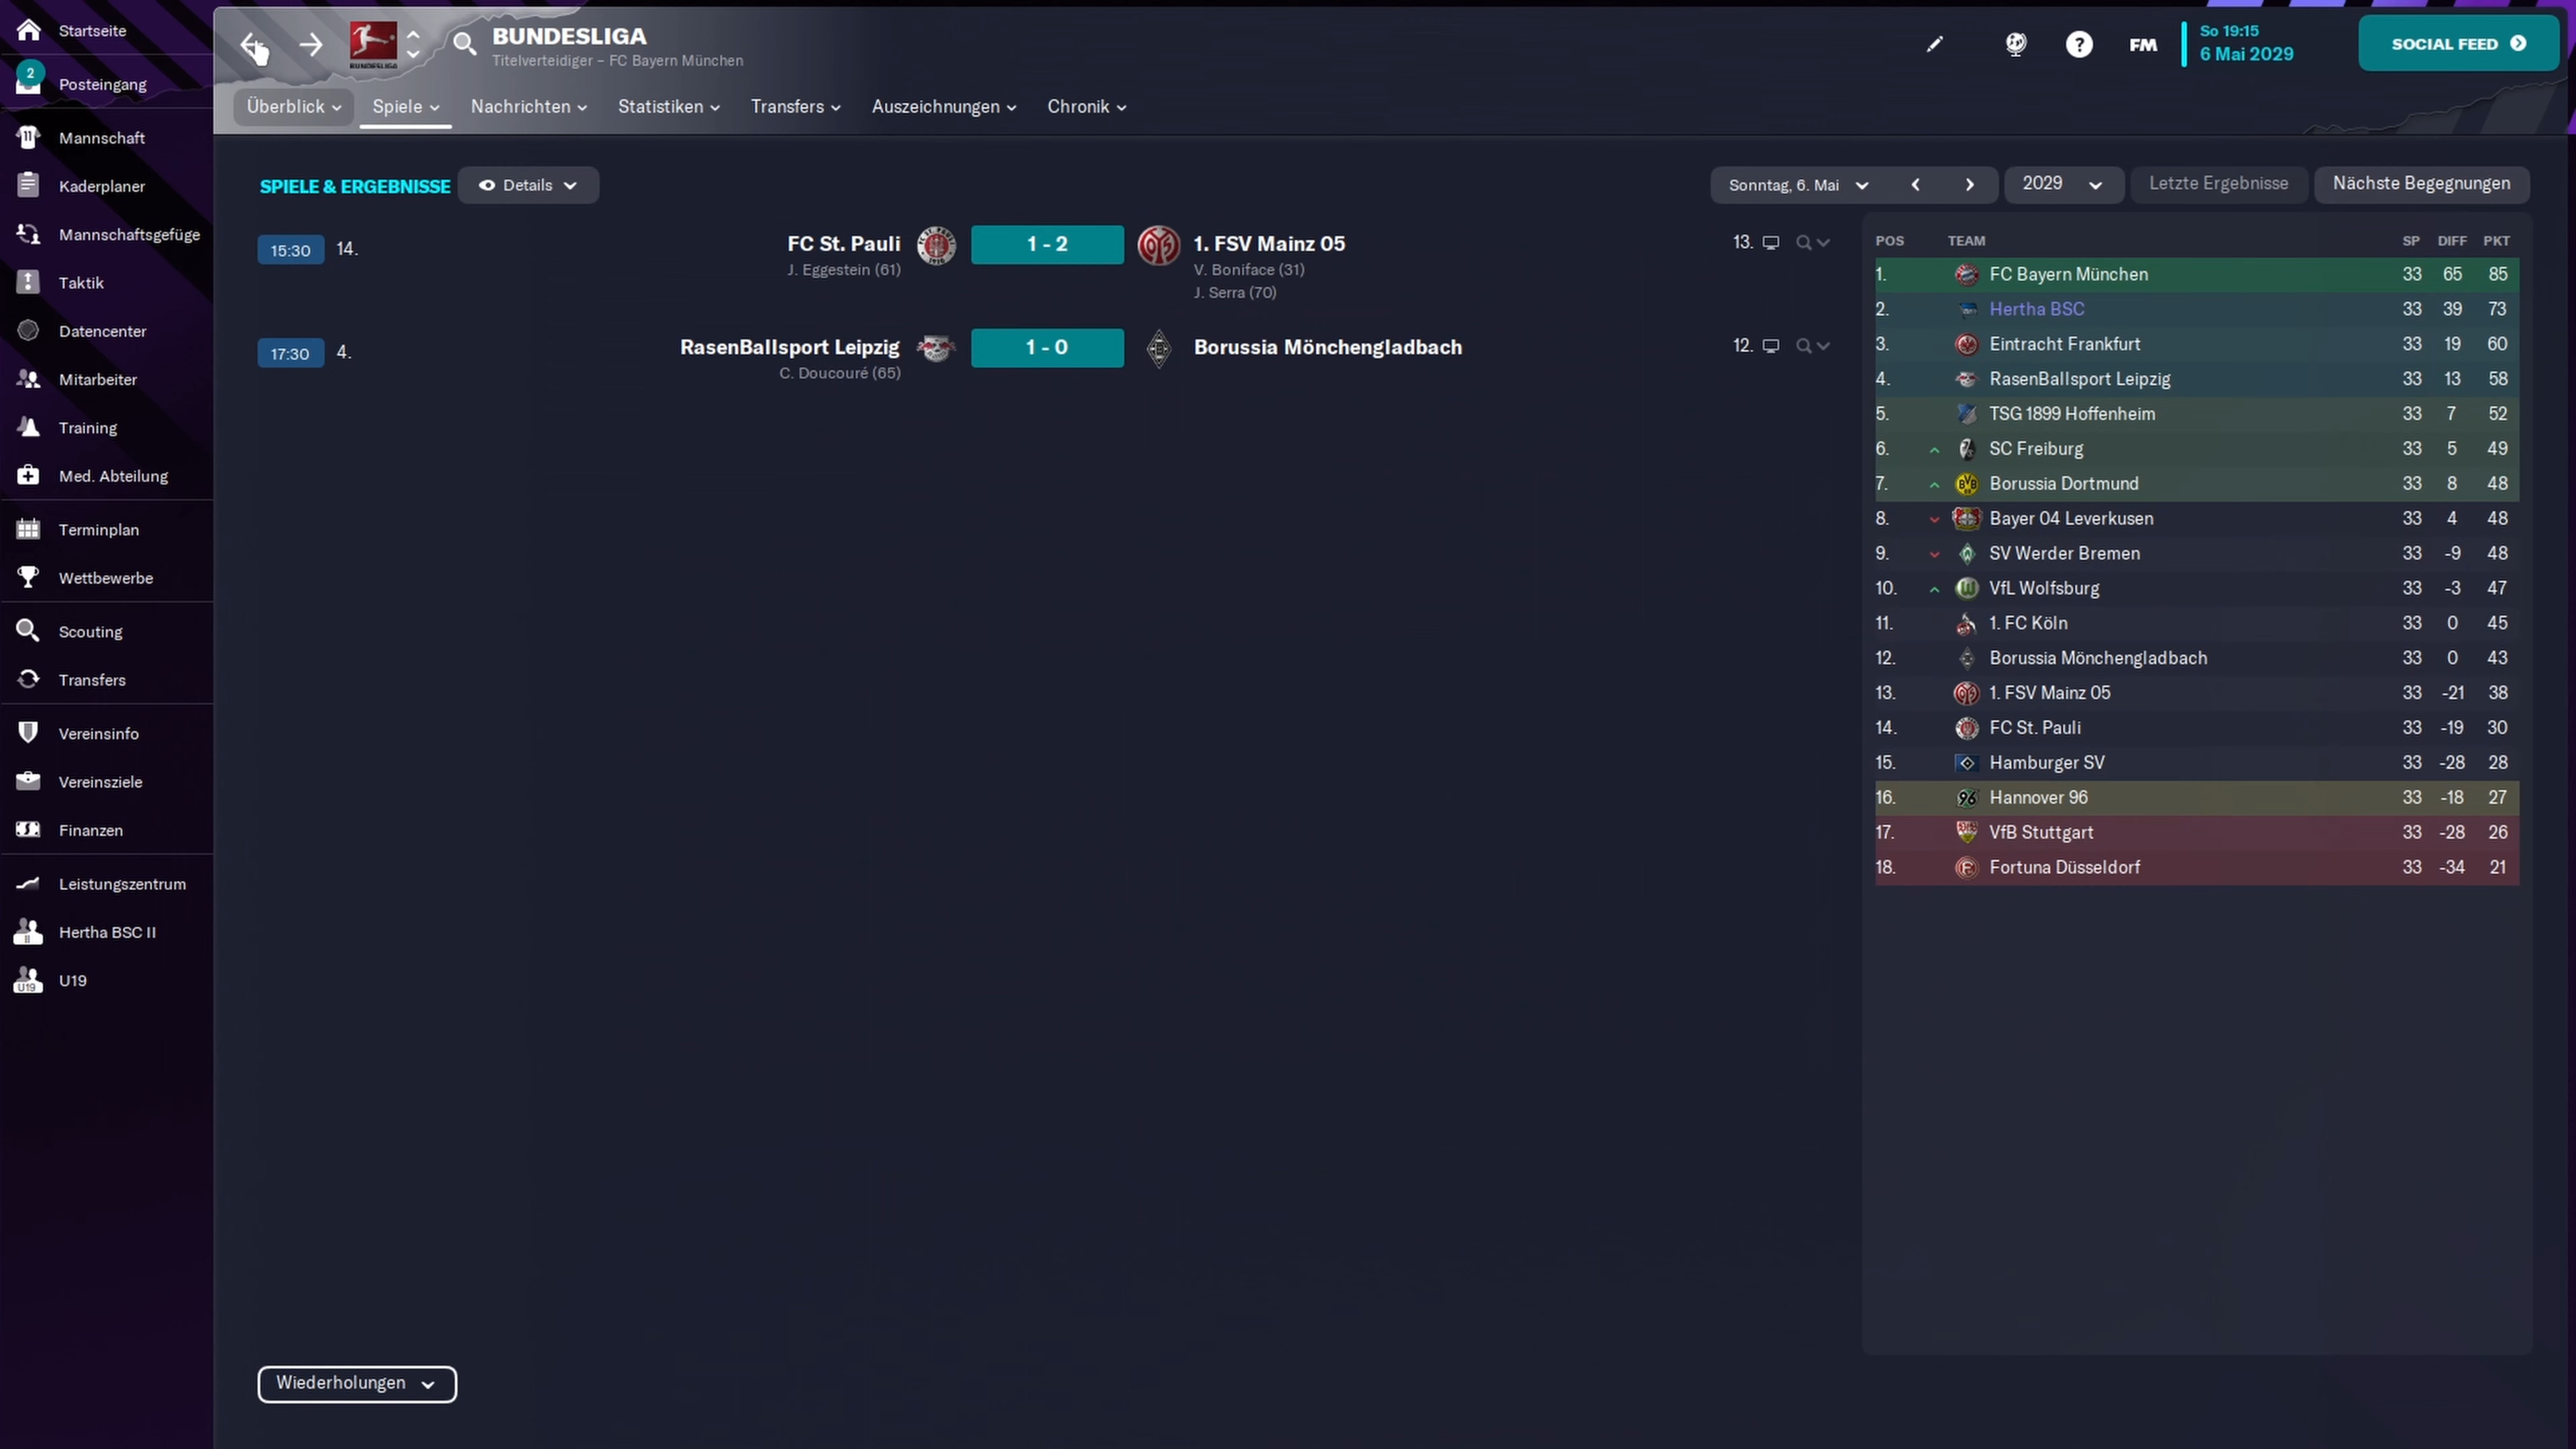 Startseite
2
Posteingang
11
Mannschaft
Kaderplaner
Mannschaftsgefüge
Taktik
Datencenter
Mitarbeiter
Training
Med. Abteilung
Terminplan
Wettbewerbe
Scouting
Transfers
Vereinsinfo
Vereinsziele
Finanzen
Leistungszentrum
II
Hertha BSC II
U19
U19
BUNDESLIGA
BUNDESLIGA
Titelverteidiger – FC Bayern München
?
FM
So 19:15
6 Mai 2029
SOCIAL FEED
Überblick
Spiele
Nachrichten
Statistiken
Transfers
Auszeichnungen
Chronik
SPIELE & ERGEBNISSE
Details
Sonntag, 6. Mai
2029
Letzte Ergebnisse
Nächste Begegnungen
15:30 14. FC St. Pauli 1 - 2 1. FSV Mainz 05 13.
J. Eggestein (61) V. Boniface (31)
J. Serra (70)
17:30 4. RasenBallsport Leipzig 1 - 0 Borussia Mönchengladbach 12.
C. Doucouré (65)
POS TEAM SP DIFF PKT
1. FC Bayern München 33 65 85
2. Hertha BSC 33 39 73
3. Eintracht Frankfurt 33 19 60
4. RasenBallsport Leipzig 33 13 58
5. TSG 1899 Hoffenheim 33 7 52
6. SC Freiburg 33 5 49
7. Borussia Dortmund 33 8 48
8. Bayer 04 Leverkusen 33 4 48
9. SV Werder Bremen 33 -9 48
10. VfL Wolfsburg 33 -3 47
11. 1. FC Köln 33 0 45
12. Borussia Mönchengladbach 33 0 43
13. 1. FSV Mainz 05 33 -21 38
14. FC St. Pauli 33 -19 30
15. Hamburger SV 33 -28 28
16. Hannover 96 33 -18 27
17. VfB Stuttgart 33 -28 26
18. Fortuna Düsseldorf 33 -34 21
Wiederholungen